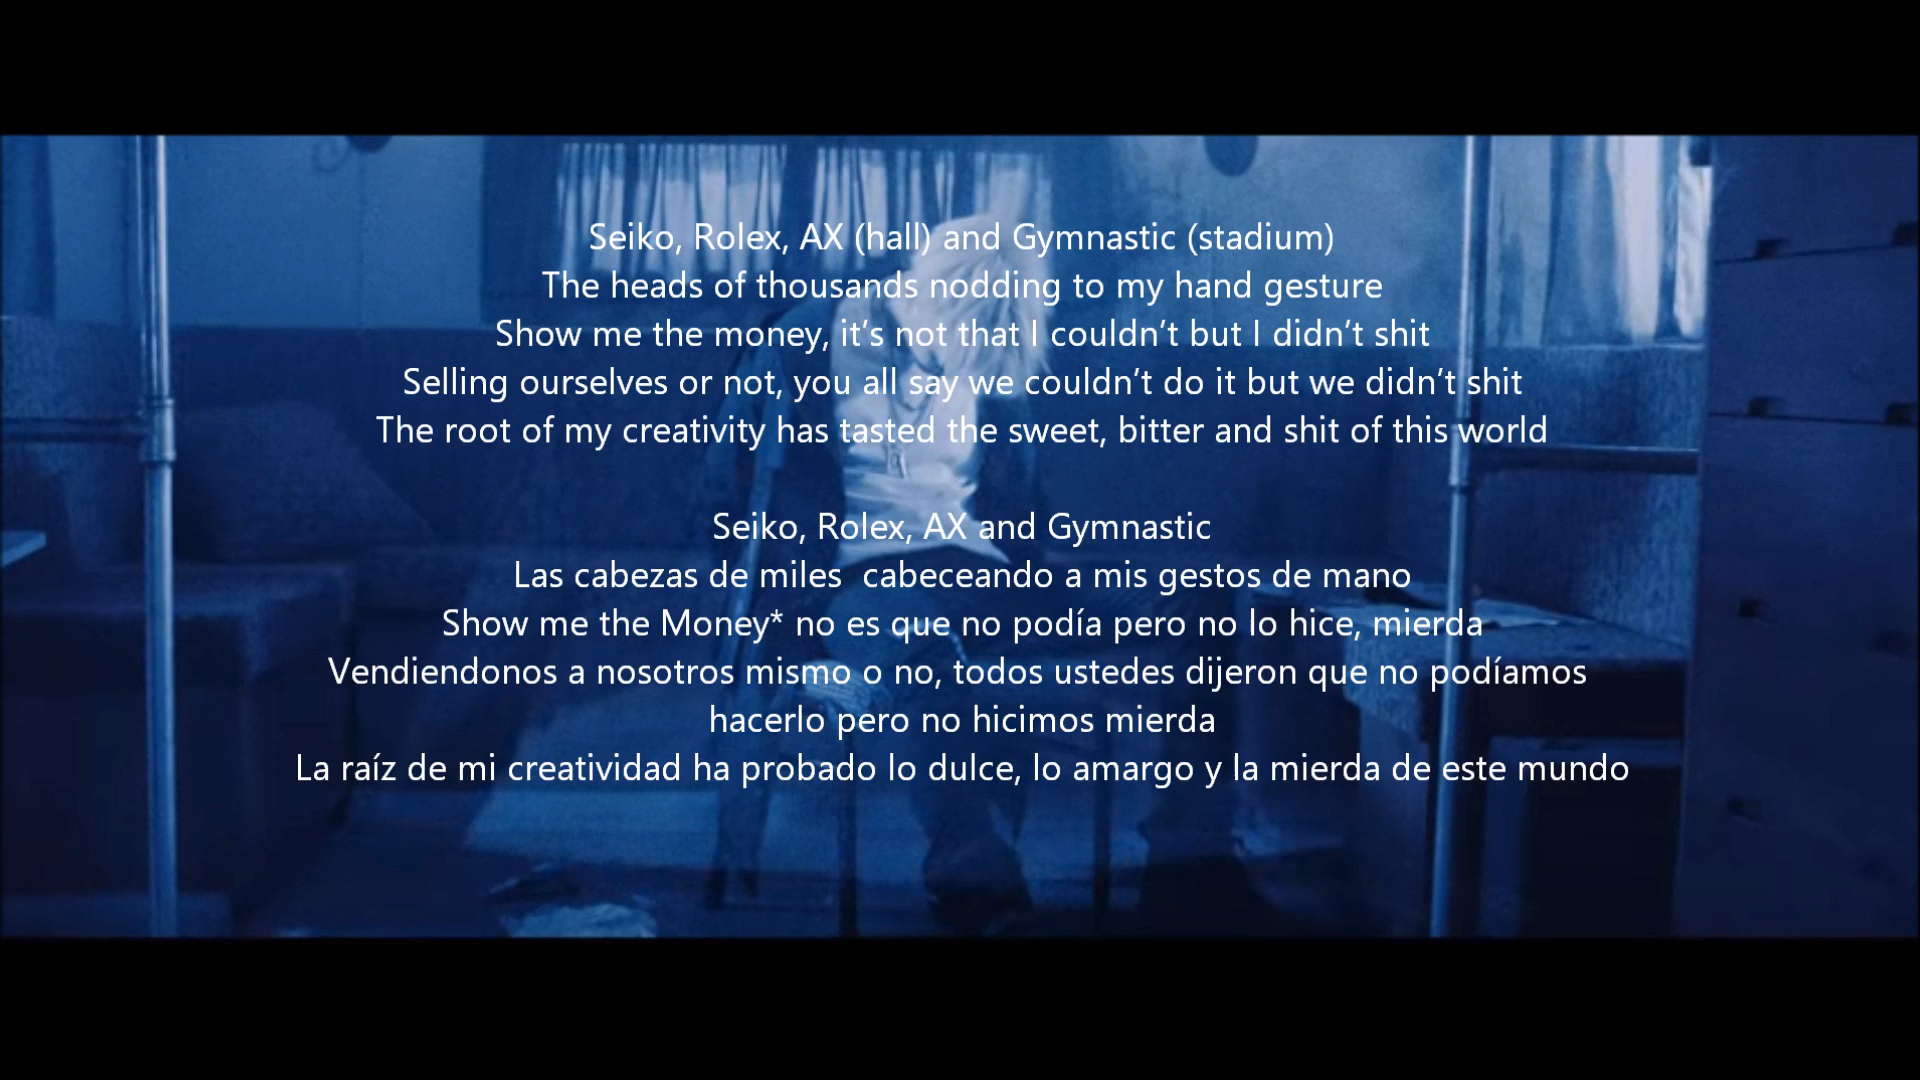 Seiko, Rolex, AX (hall) and Gymnastic (stadium)
The heads of thousands nodding to my hand gesture
Show me the money, it’s not that I couldn’t but I didn’t shit
Selling ourselves or not, you all say we couldn’t do it but we didn’t shit
The root of my creativity has tasted the sweet, bitter and shit of this world
Seiko, Rolex, AX and Gymnastic
Las cabezas de miles  cabeceando a mis gestos de mano
Show me the Money* no es que no podía pero no lo hice, mierda
Vendiendonos a nosotros mismo o no, todos ustedes dijeron que no podíamos
hacerlo pero no hicimos mierda
La raíz de mi creatividad ha probado lo dulce, lo amargo y la mierda de este mundo